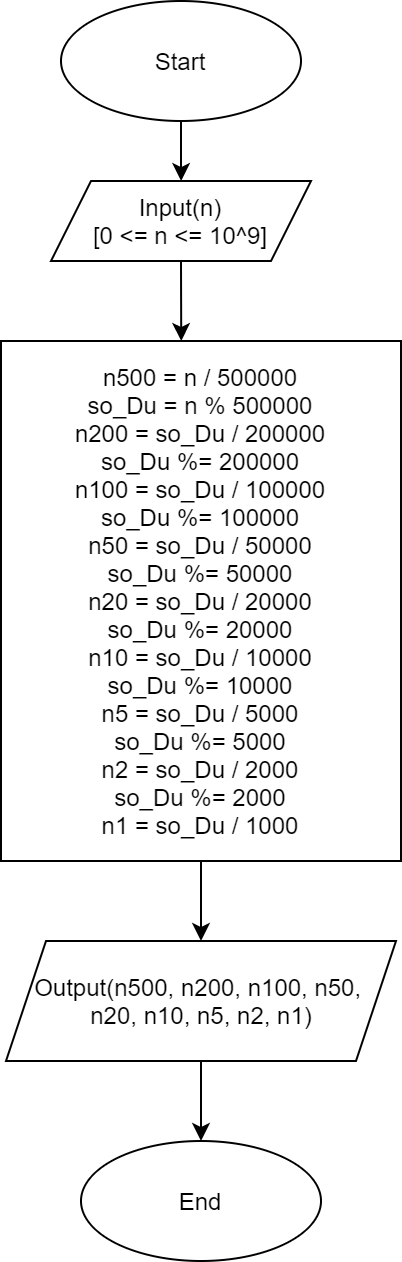 Start
Input(n)
[0 <= n <= 10^9]
n500 = n / 500000
so_Du = n % 500000
n200 = so_Du / 200000
so_Du %= 200000
n100 = so_Du / 100000
so_Du %= 100000
n50 = so_Du / 50000
so_Du %= 50000
n20 = so_Du / 20000
so_Du %= 20000
n10 = so_Du / 10000
so_Du %= 10000
n5 = so_Du / 5000
so_Du %= 5000
n2 = so_Du / 2000
so_Du %= 2000
n1 = so_Du / 1000
Output(n500, n200, n100, n50,
n20, n10, n5, n2, n1)
End